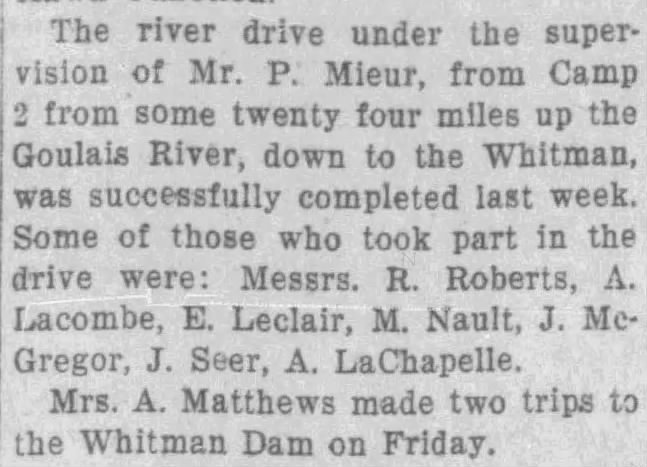 The river drive under the super-
vision of Mr. P. Mieur, from Camp
2 from some twenty four miles up the
Goulais River, down to the Whitman,
was successfully completed last week.
Some of those who took part in the
drive were: Messrs. R. Roberts, A.
Lacombe, E. Leclair, M. Nault, J. Mc-
Gregor, J. Seer, A. LaChapelle.
Mrs. A. Matthews made two trips to
the Whitman Dam on Friday.